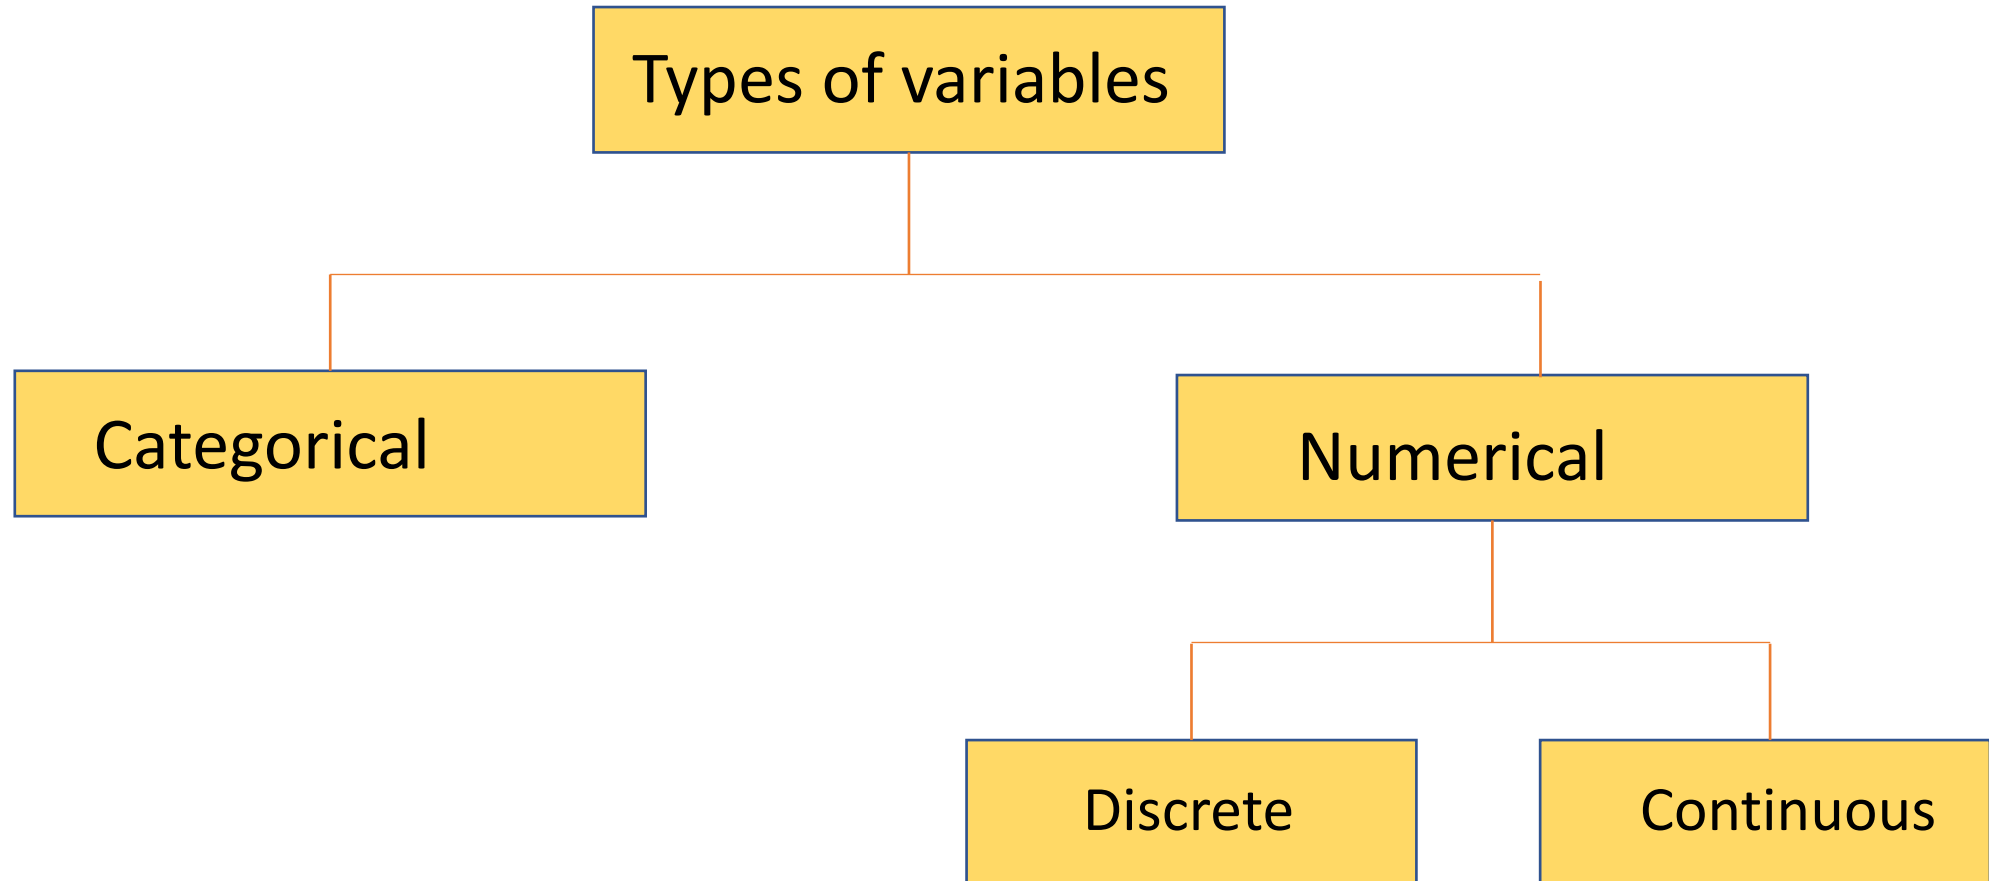 Types of variables
Categorical
Numerical
Discrete
Continuous